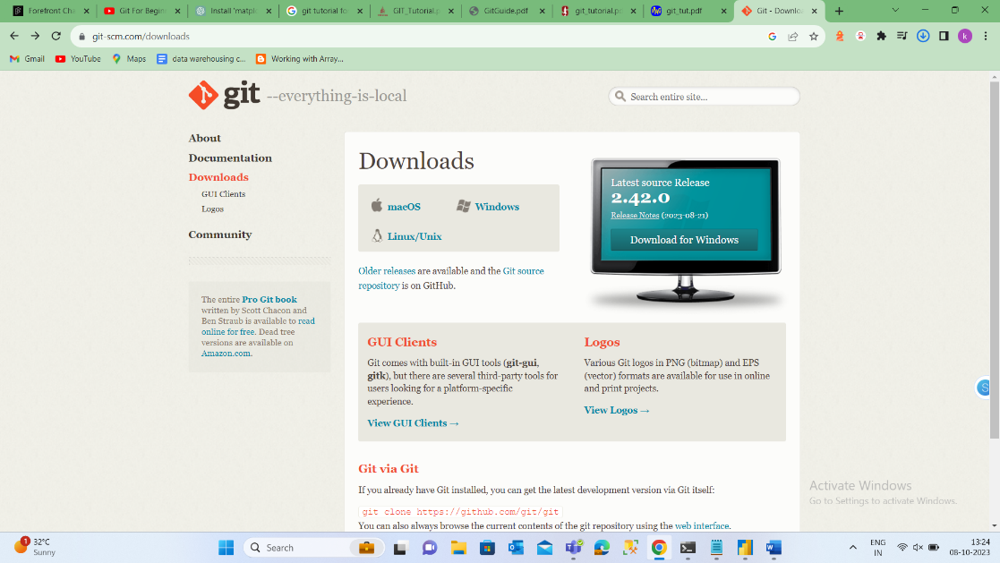 Forefront Cha
Git For Begin
Install 'matpl
git tutorial for
GIT_Tutorial.p
GitGuide.pdf
git_tutorial.pd
git_tut.pdf
Git - Downloa
git-scm.com/downloads
k
Gmail
YouTube
Maps
data warehousing c...
Working with Array...
git --everything-is-local
Search entire site...
About
Documentation
Downloads
GUI Clients
Logos
Community
The entire Pro Git book
written by Scott Chacon and
Ben Straub is available to read
online for free. Dead tree
versions are available on
Amazon.com.
Downloads
macOS
Windows
Linux/Unix
Older releases are available and the Git source
repository is on GitHub.
Latest source Release
2.42.0
Release Notes (2023-08-21)
Download for Windows
GUI Clients
Git comes with built-in GUI tools (git-gui,
gitk), but there are several third-party tools for
users looking for a platform-specific
experience.
View GUI Clients →
Logos
Various Git logos in PNG (bitmap) and EPS
(vector) formats are available for use in online
and print projects.
View Logos →
Git via Git
If you already have Git installed, you can get the latest development version via Git itself:
git clone https://github.com/git/git
You can also always browse the current contents of the git repository using the web interface.
Activate Windows
Go to Settings to activate Windows.
1
32°C
Sunny
Search
ENG
IN
13:24
08-10-2023